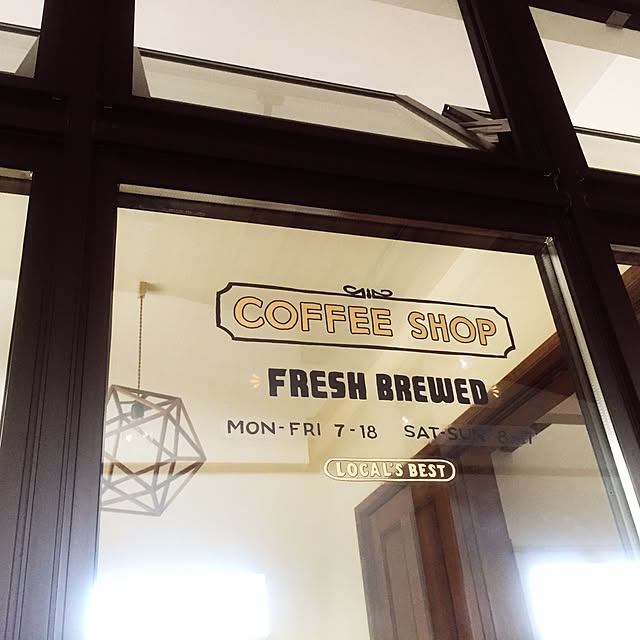 COFFEE SHOP
FRESH BREWED
MON-FRI 7-18 SAT-SUN
LOCAL'S BEST